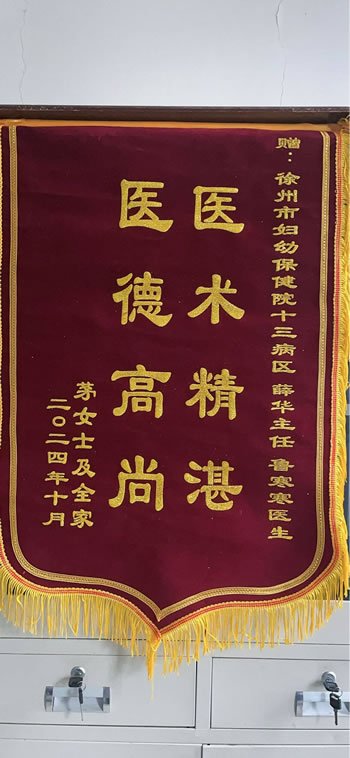 赠：徐州市妇幼保健院十三病区 薛华主任 鲁寒寒医生
医术精湛
医德高尚
茅女士及全家
二〇二四年十月